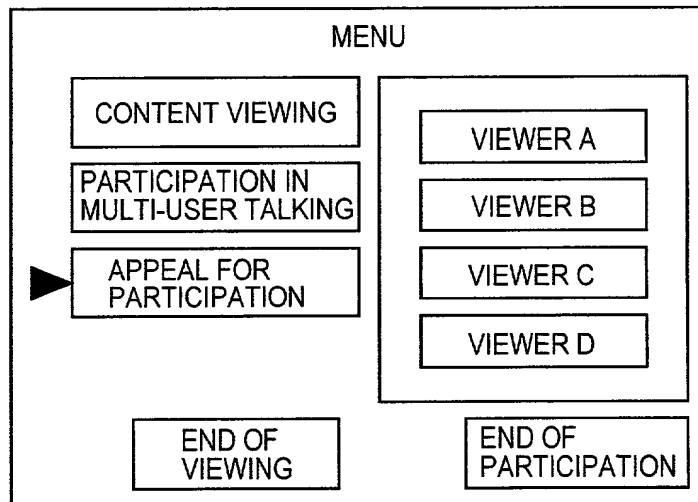 MENU
CONTENT VIEWING
PARTICIPATION IN
MULTI-USER TALKING
APPEAL FOR
PARTICIPATION
VIEWER A
VIEWER B
VIEWER C
VIEWER D
END OF
VIEWING
END OF
PARTICIPATION